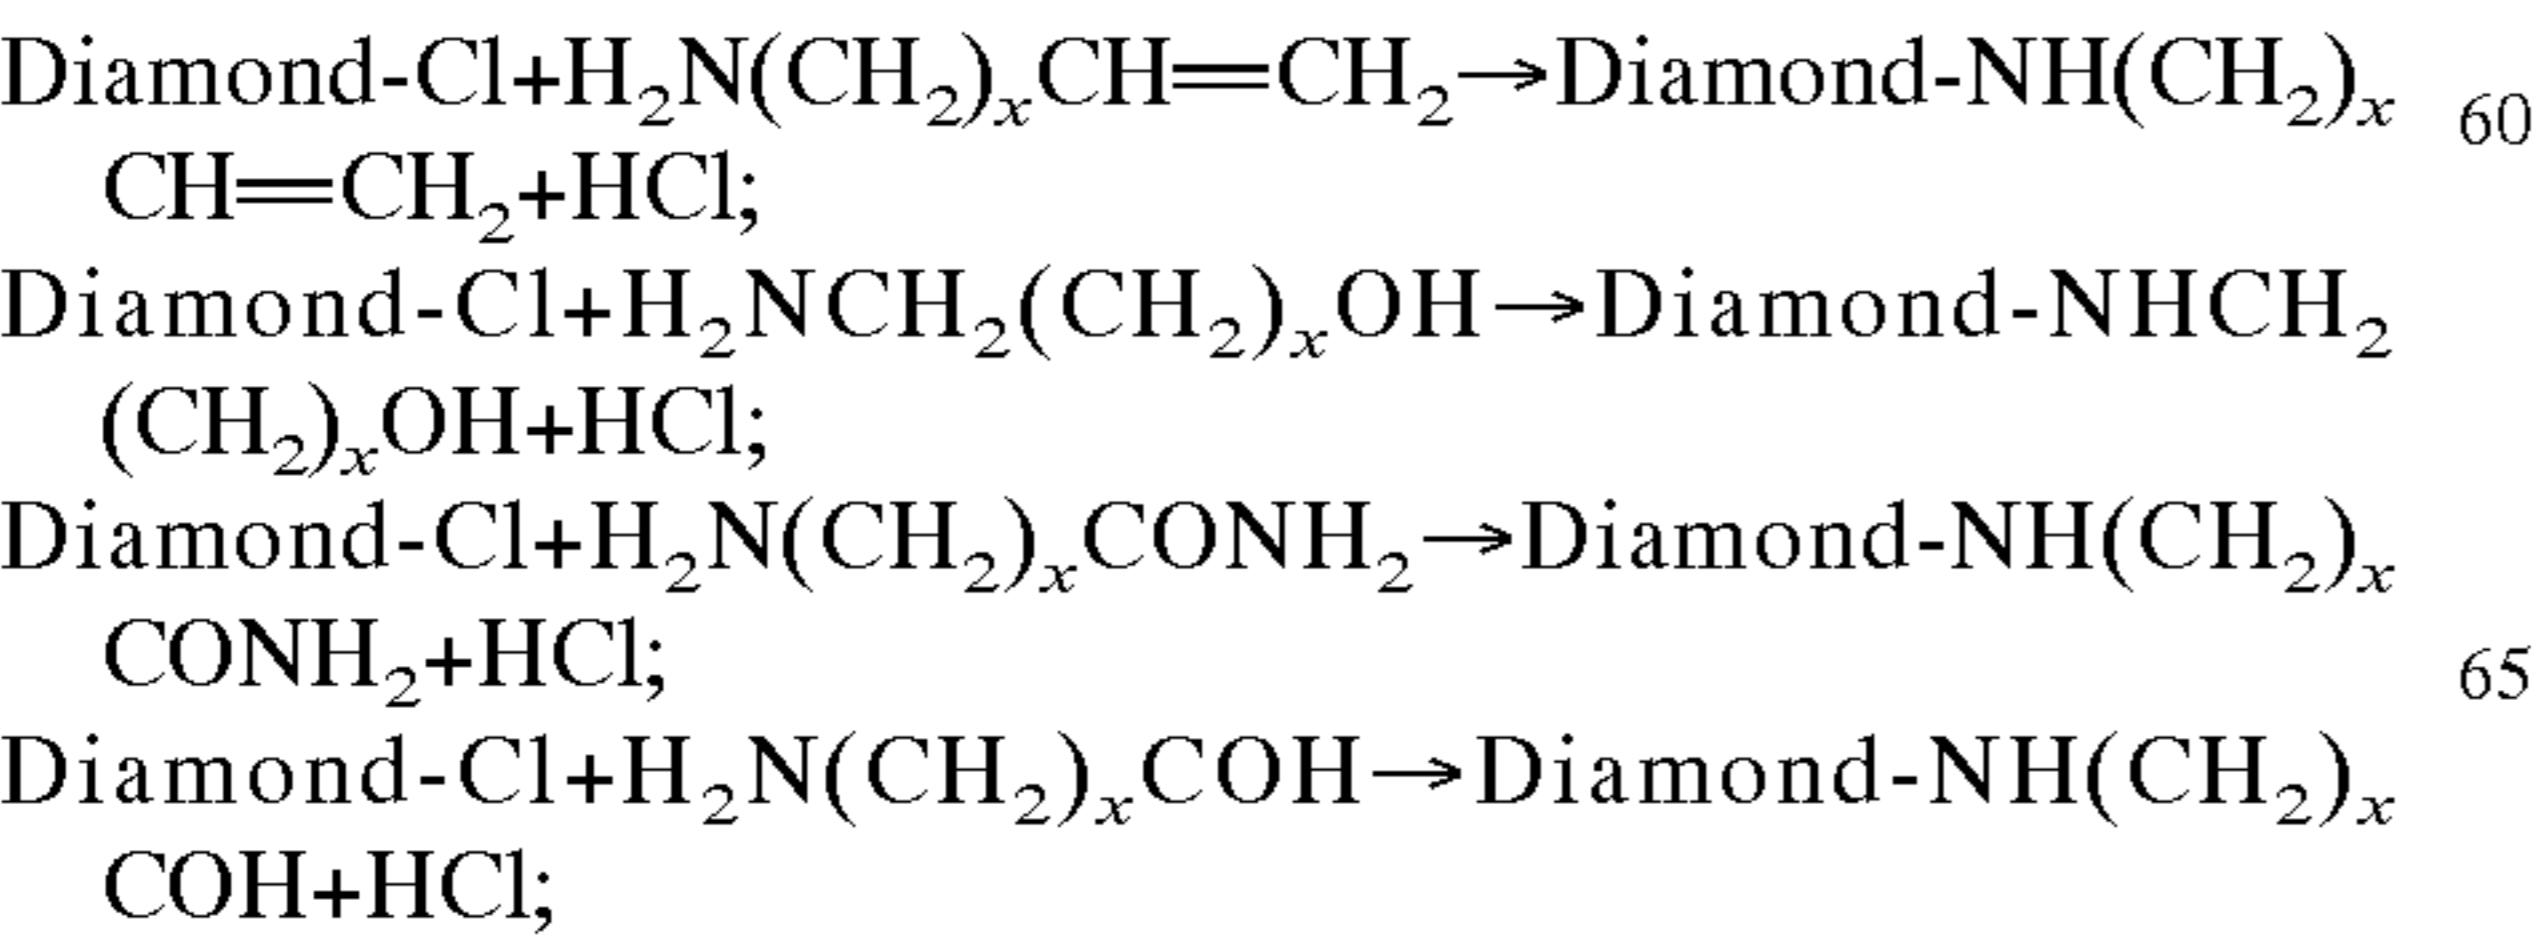 Diamond-Cl+H₂N(CH₂)ₓCH=CH₂→Diamond-NH(CH₂)ₓ 60
CH=CH₂+HCl;
Diamond-Cl+H₂NCH₂(CH₂)ₓOH→Diamond-NHCH₂
(CH₂)ₓOH+HCl;
Diamond-Cl+H₂N(CH₂)ₓCONH₂→Diamond-NH(CH₂)ₓ
CONH₂+HCl; 65
Diamond-Cl+H₂N(CH₂)ₓCOH→Diamond-NH(CH₂)ₓ
COH+HCl;